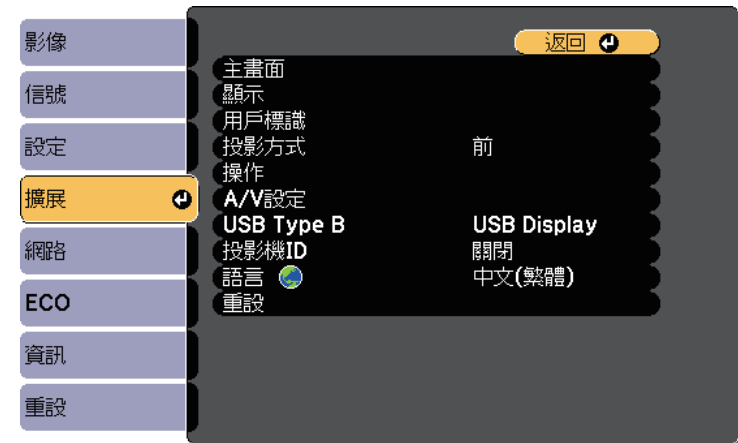 影像
信號
設定
擴展
網路
ECO
資訊
重設
返回
主畫面
顯示
用戶標識
投影方式 前
操作
A/V設定
USB Type B USB Display
投影機ID 關閉
語言 中文(繁體)
重設